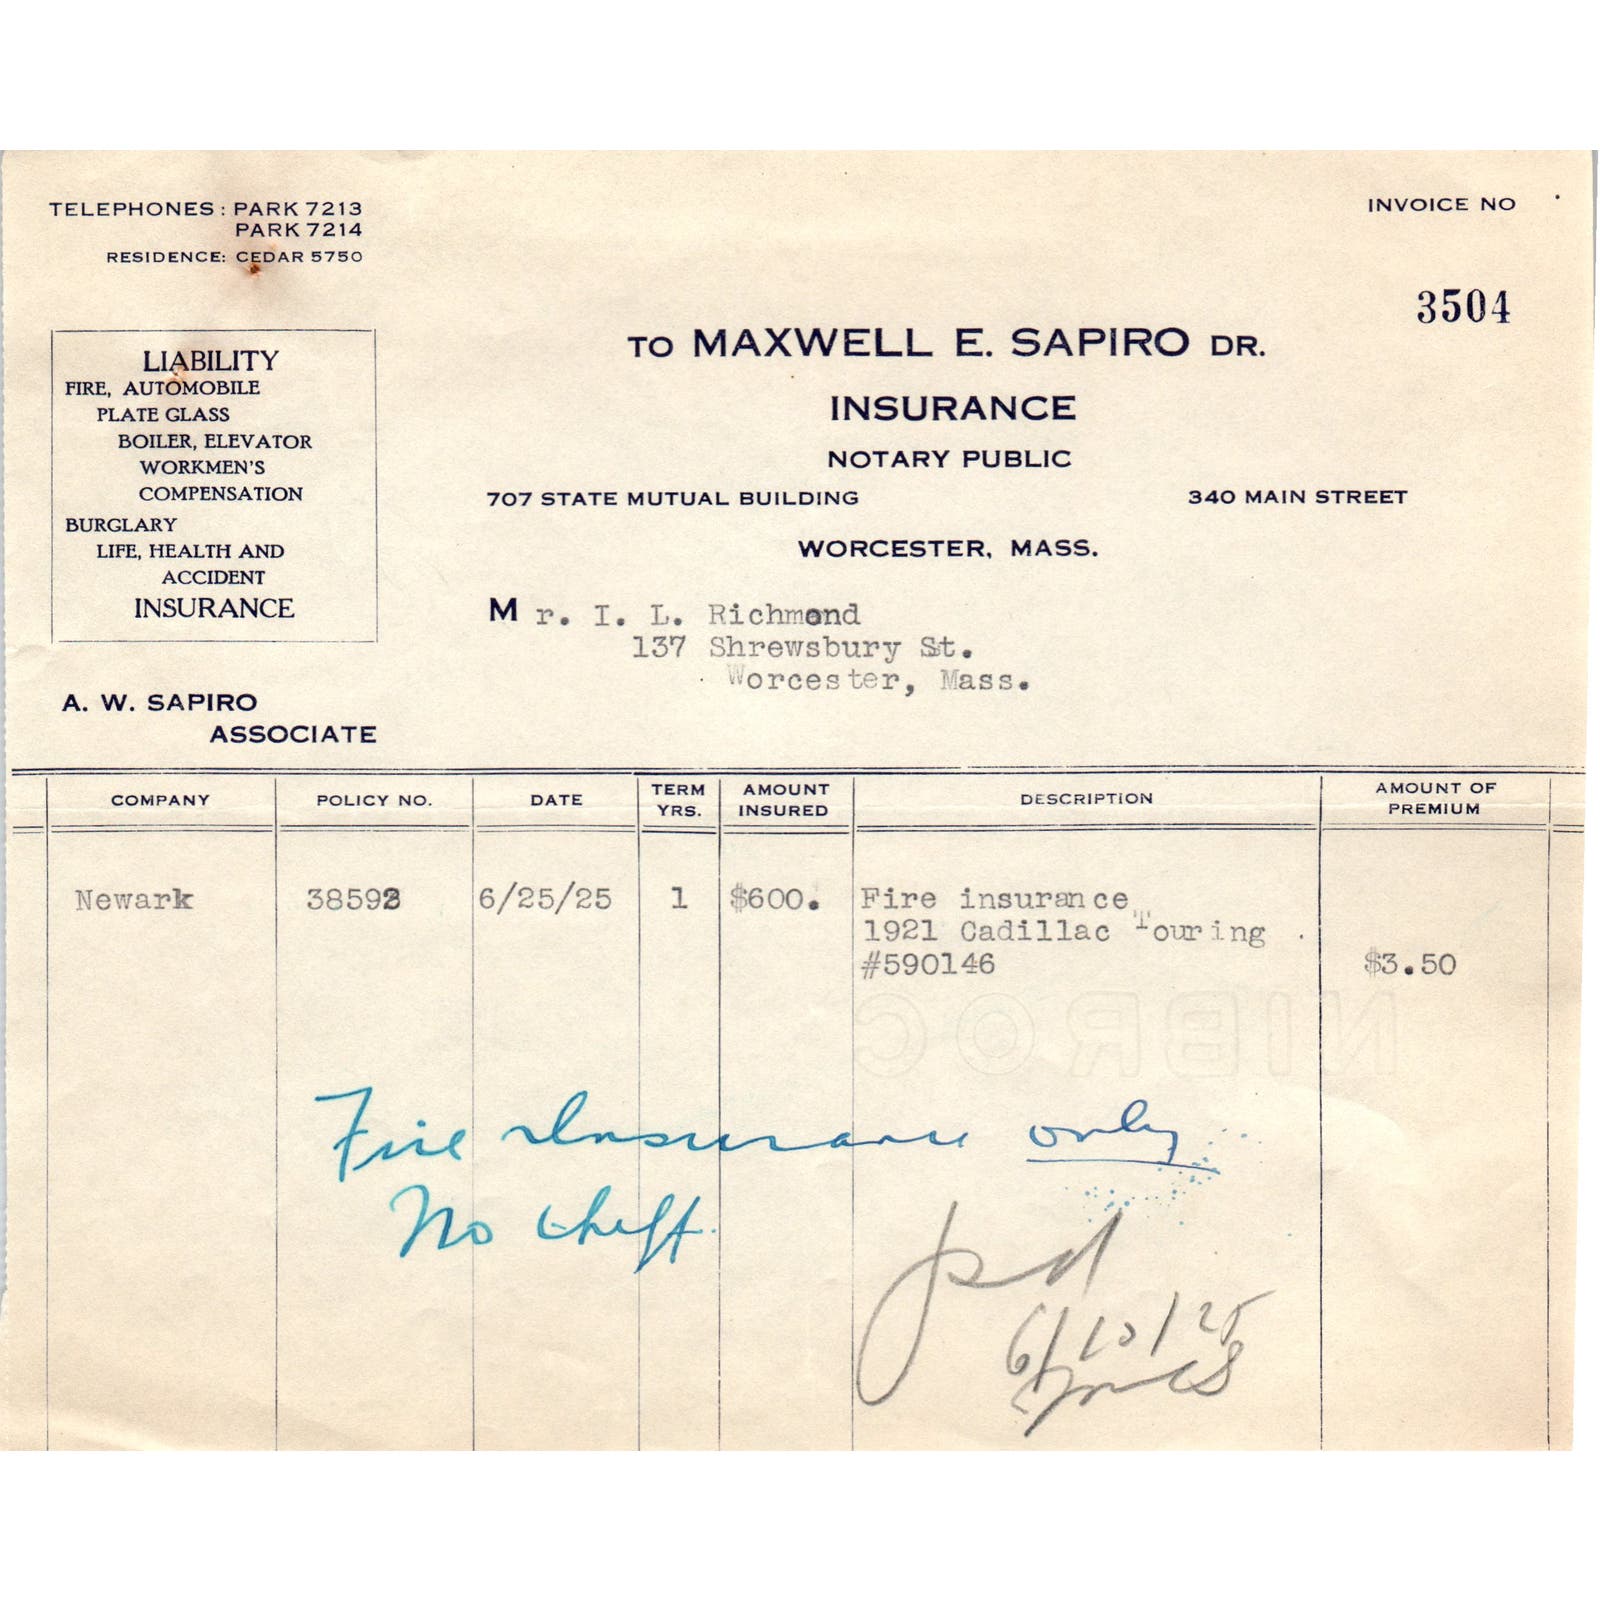 TELEPHONES: PARK 7213
PARK 7214
RESIDENCE: CEDAR 5750
INVOICE NO
3504
LIABILITY
FIRE, AUTOMOBILE
PLATE GLASS
BOILER, ELEVATOR
WORKMEN'S
COMPENSATION
BURGLARY
LIFE, HEALTH AND
ACCIDENT
INSURANCE
A. W. SAPIRO
ASSOCIATE
TO MAXWELL E. SAPIRO DR.
INSURANCE
NOTARY PUBLIC
707 STATE MUTUAL BUILDING 340 MAIN STREET
WORCESTER, MASS.
Mr. I. L. Richmond
137 Shrewsbury St.
Worcester, Mass.
COMPANY POLICY NO. DATE TERM YRS. AMOUNT INSURED DESCRIPTION AMOUNT OF PREMIUM
Newark 6/25/25 1 $600. Fire insurance
1921 Cadillac Touring
#590146 $3.50
NIBROC
Fire Insurance only
No theft.
pd
6/10/25